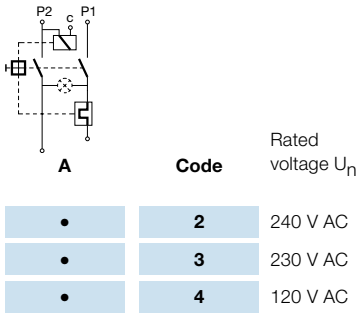 P2 P1
c
Rated
A Code voltage Un
• 2 240 V AC
• 3 230 V AC
• 4 120 V AC